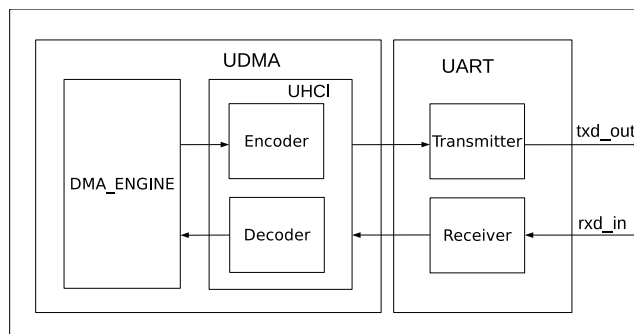 UDMA
UART
UHCI
Encoder
Transmitter
txd_out
DMA_ENGINE
Decoder
Receiver
rxd_in